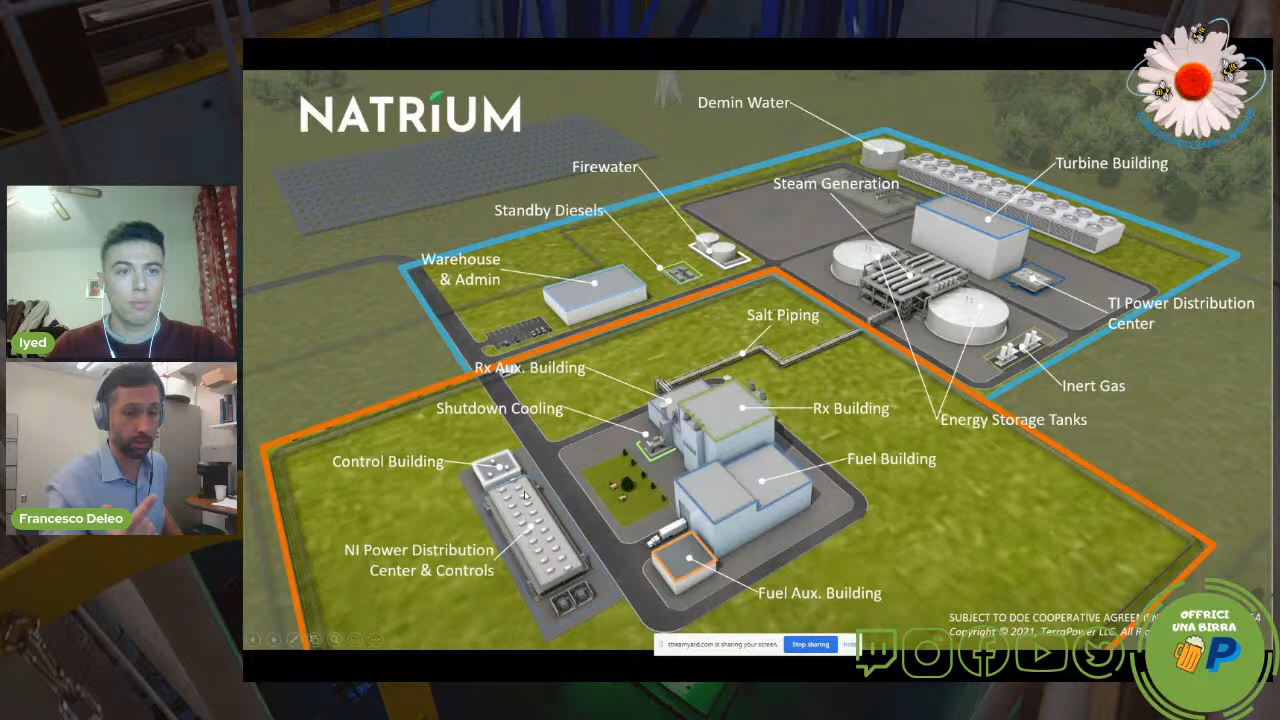 NATRIUM
Demin Water
Firewater
Turbine Building
Steam Generation
Standby Diesels
Warehouse
& Admin
TI Power Distribution
Center
Salt Piping
Rx Aux. Building
Inert Gas
Shutdown Cooling
Rx Building
Energy Storage Tanks
Control Building
Fuel Building
NI Power Distribution
Center & Controls
Fuel Aux. Building
SUBJECT TO DOE COOPERATIVE
Copyright © 2021, TerraPower LLC. All
streamyard.com is sharing your screen.
Stop sharing
Hide
Iyed
Francesco Deleo
OFFRICI
UNA BIRRA